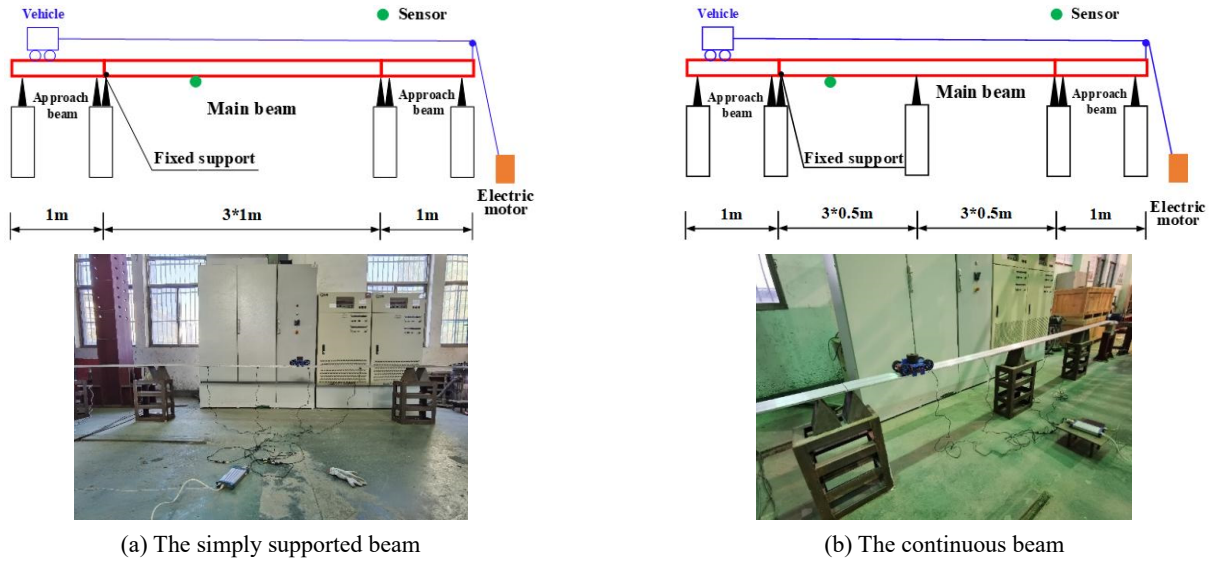 Vehicle
Sensor
Approach
beam
Main beam
Approach
beam
Fixed support
Electric
motor
1m
3*1m
1m
(a) The simply supported beam
Vehicle
Sensor
Approach
beam
Main beam
Approach
beam
Fixed support
Electric
motor
1m
3*0.5m
3*0.5m
1m
(b) The continuous beam